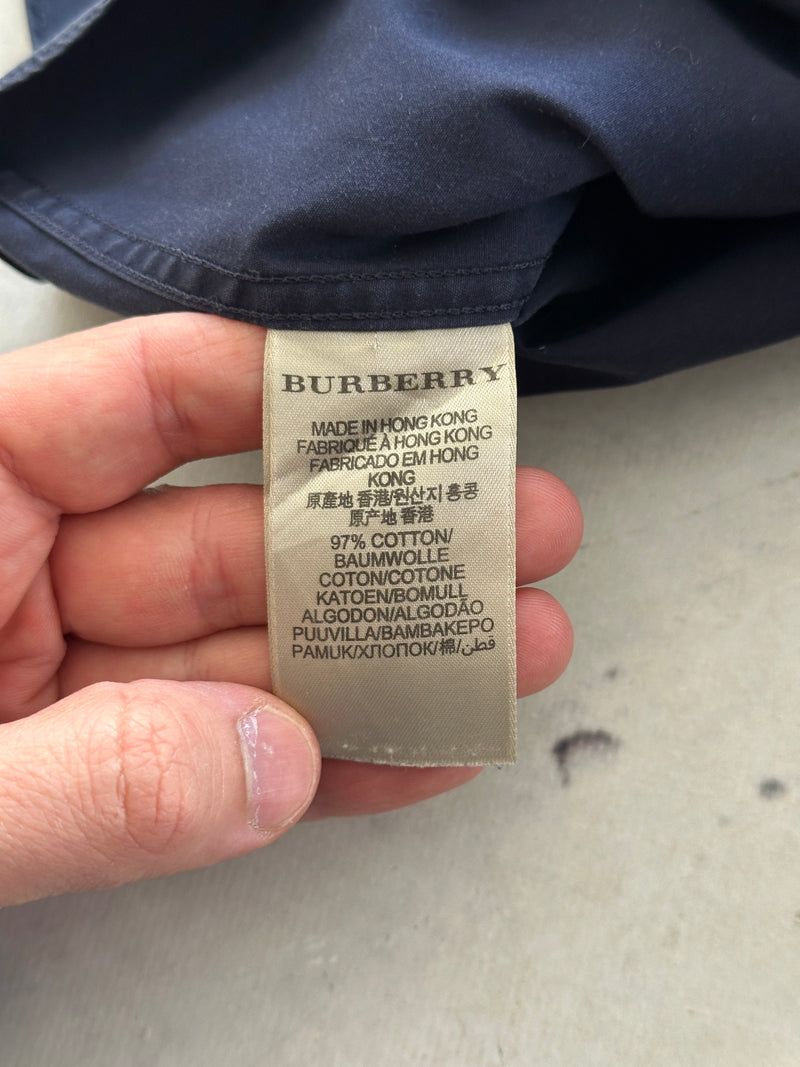 BURBERRY
MADE IN HONG KONG
FABRIQUÉ À HONG KONG
FABRICADO EM HONG
KONG
原產地 香港/원산지 홍콩
原产地 香港
97% COTTON/
BAUMWOLLE
COTON/COTONE
KATOEN/BOMULL
ALGODON/ALGODÃO
PUUVILLA/BAMBAKEPO
PAMUK/ХЛОПОК/棉/قطن